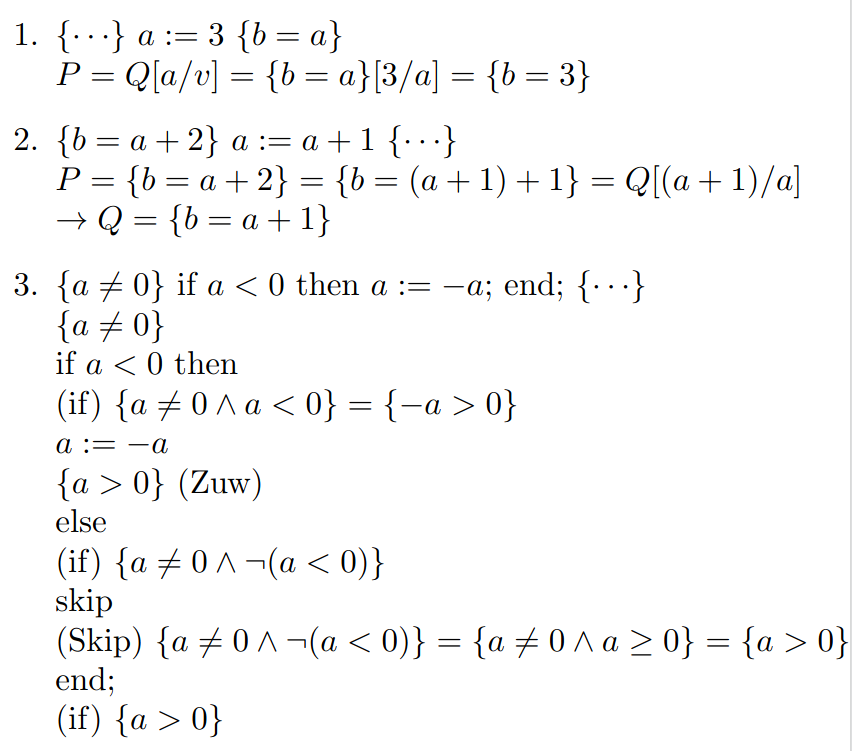 1. {· · ·} a := 3 {b = a}
P = Q[a/v] = {b = a}[3/a] = {b = 3}
2. {b = a + 2} a := a + 1 {· · ·}
P = {b = a + 2} = {b = (a + 1) + 1} = Q[(a + 1)/a]
→ Q = {b = a + 1}
3. {a ≠ 0} if a < 0 then a := −a; end; {· · ·}
{a ≠ 0}
if a < 0 then
(if) {a ≠ 0 ∧ a < 0} = {−a > 0}
a := −a
{a > 0} (Zuw)
else
(if) {a ≠ 0 ∧ ¬(a < 0)}
skip
(Skip) {a ≠ 0 ∧ ¬(a < 0)} = {a ≠ 0 ∧ a ≥ 0} = {a > 0}
end;
(if) {a > 0}